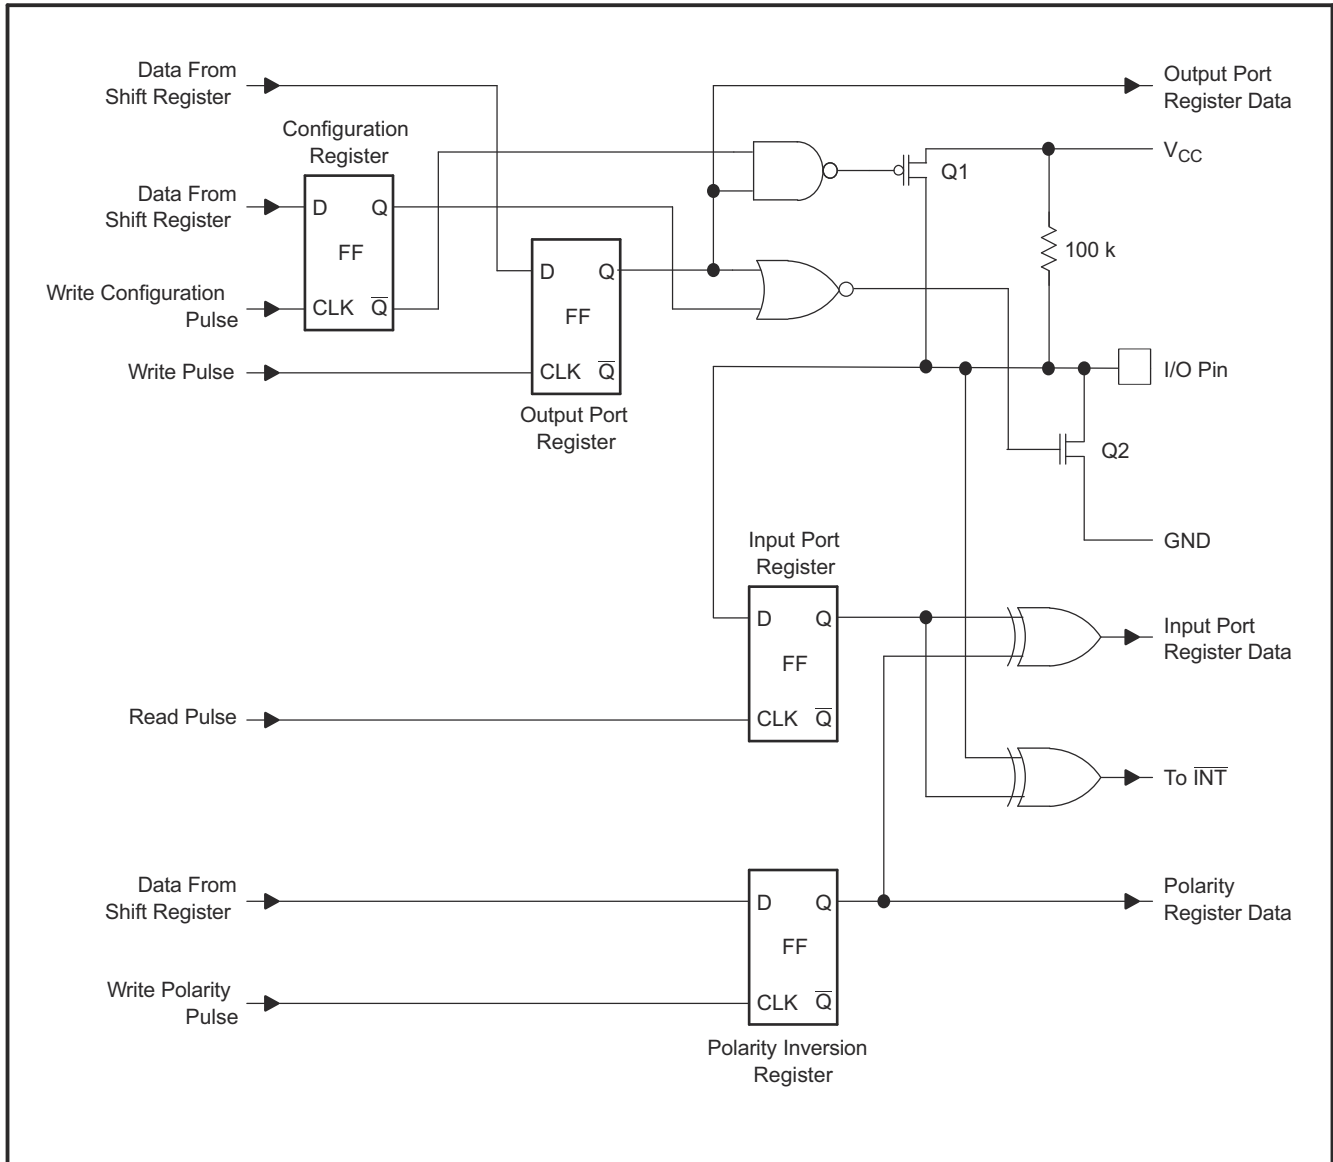 Data From
Shift Register
Output Port
Register Data
Configuration
Register
V_CC
Q1
Data From
Shift Register
D Q
FF
CLK Q̅
100 k
D Q
FF
CLK Q̅
Write Configuration
Pulse
Write Pulse
I/O Pin
Output Port
Register
Q2
GND
Input Port
Register
D Q
FF
CLK Q̅
Input Port
Register Data
Read Pulse
To I̅N̅T̅
Data From
Shift Register
D Q
FF
CLK Q̅
Polarity
Register Data
Write Polarity
Pulse
Polarity Inversion
Register